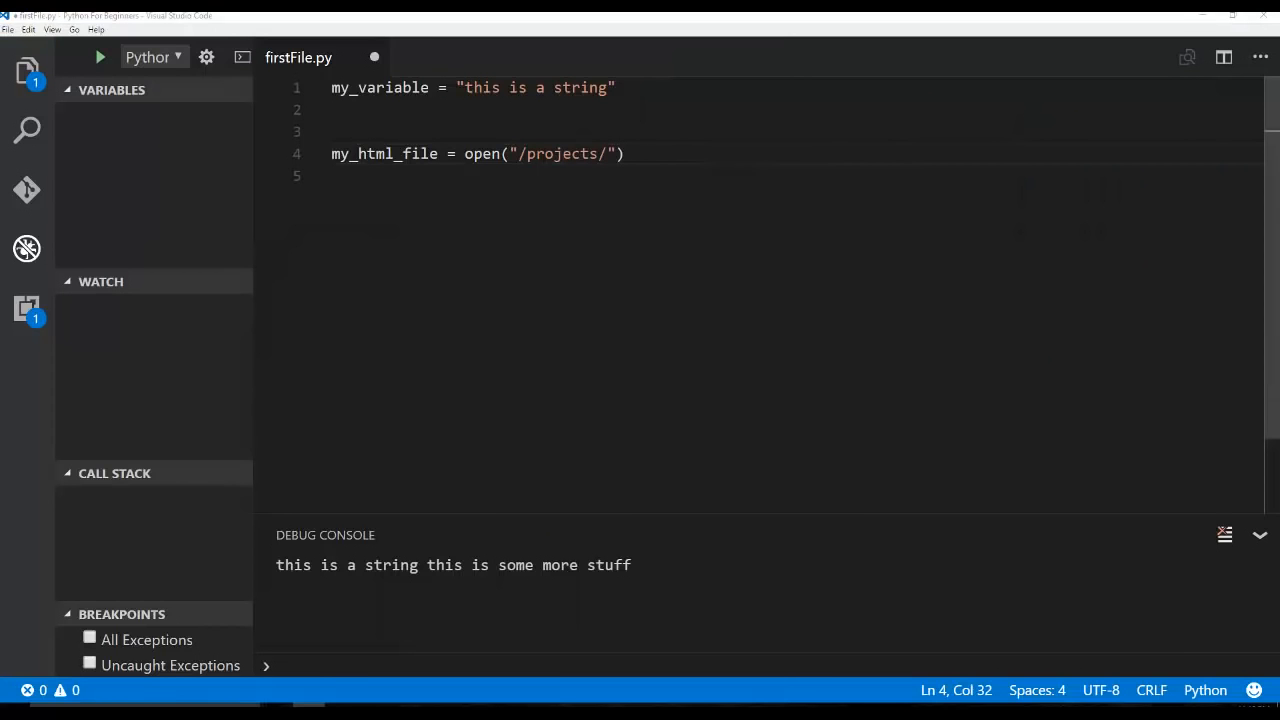 firstFile.py - Python For Beginners - Visual Studio Code
File Edit View Go Help
Python
firstFile.py
1
VARIABLES
1 my_variable = "this is a string"
2
3
4 my_html_file = open("/projects/")
5
WATCH
1
CALL STACK
DEBUG CONSOLE
this is a string this is some more stuff
BREAKPOINTS
All Exceptions
Uncaught Exceptions
0 0 Ln 4, Col 32 Spaces: 4 UTF-8 CRLF Python